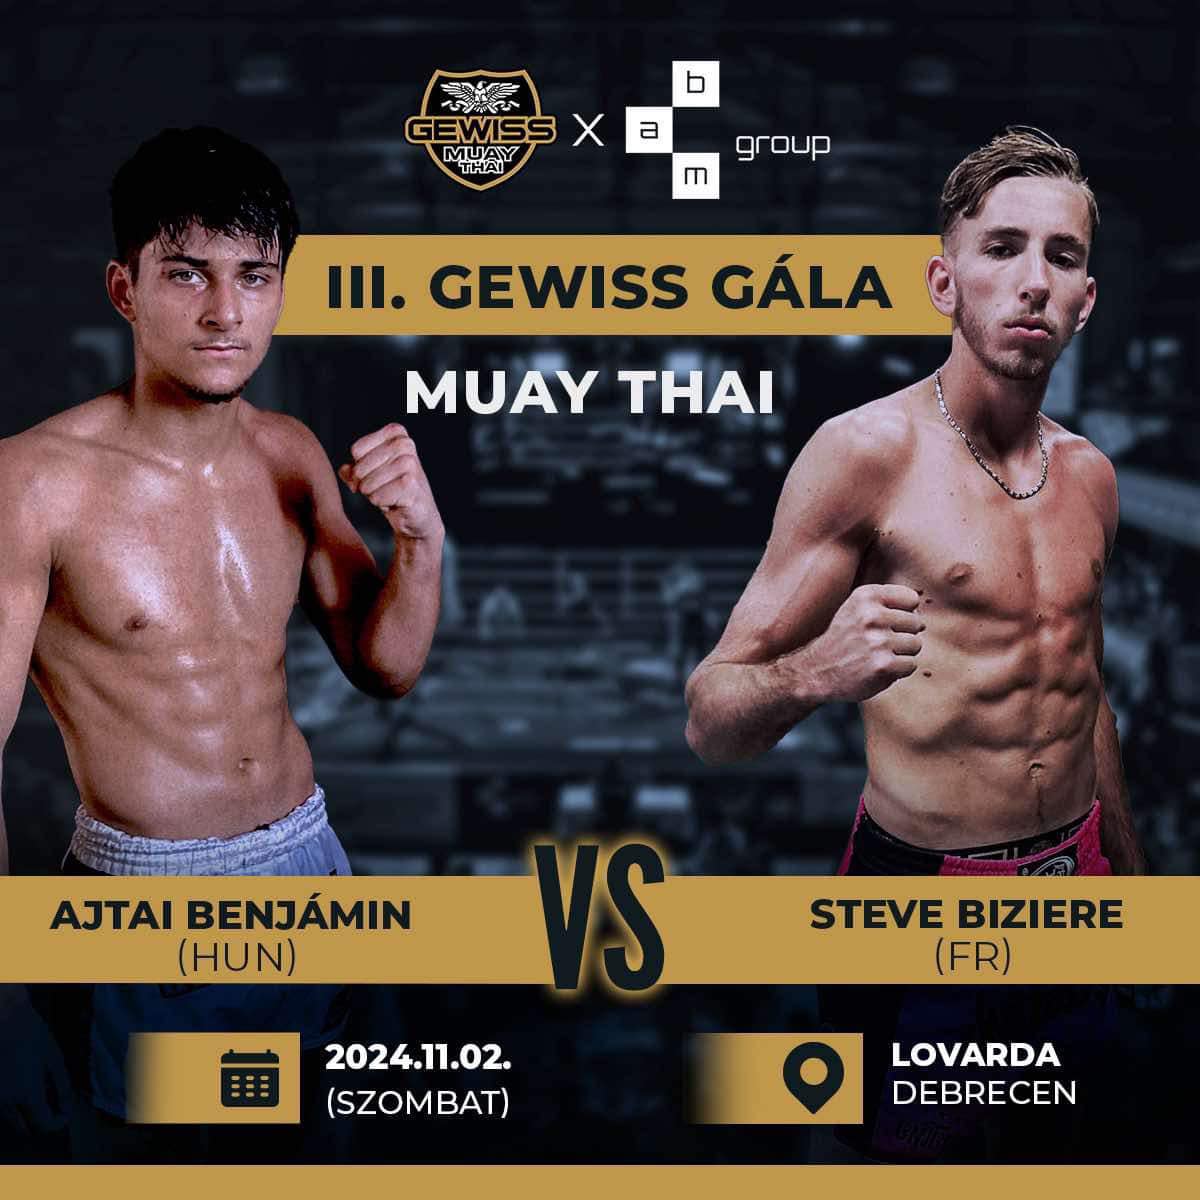 GEWISS
MUAY
THAI
X
b
a
m
group
III. GEWISS GÁLA
MUAY THAI
AJTAI BENJÁMIN
(HUN)
VS
STEVE BIZIERE
(FR)
2024.11.02.
(SZOMBAT)
LOVARDA
DEBRECEN